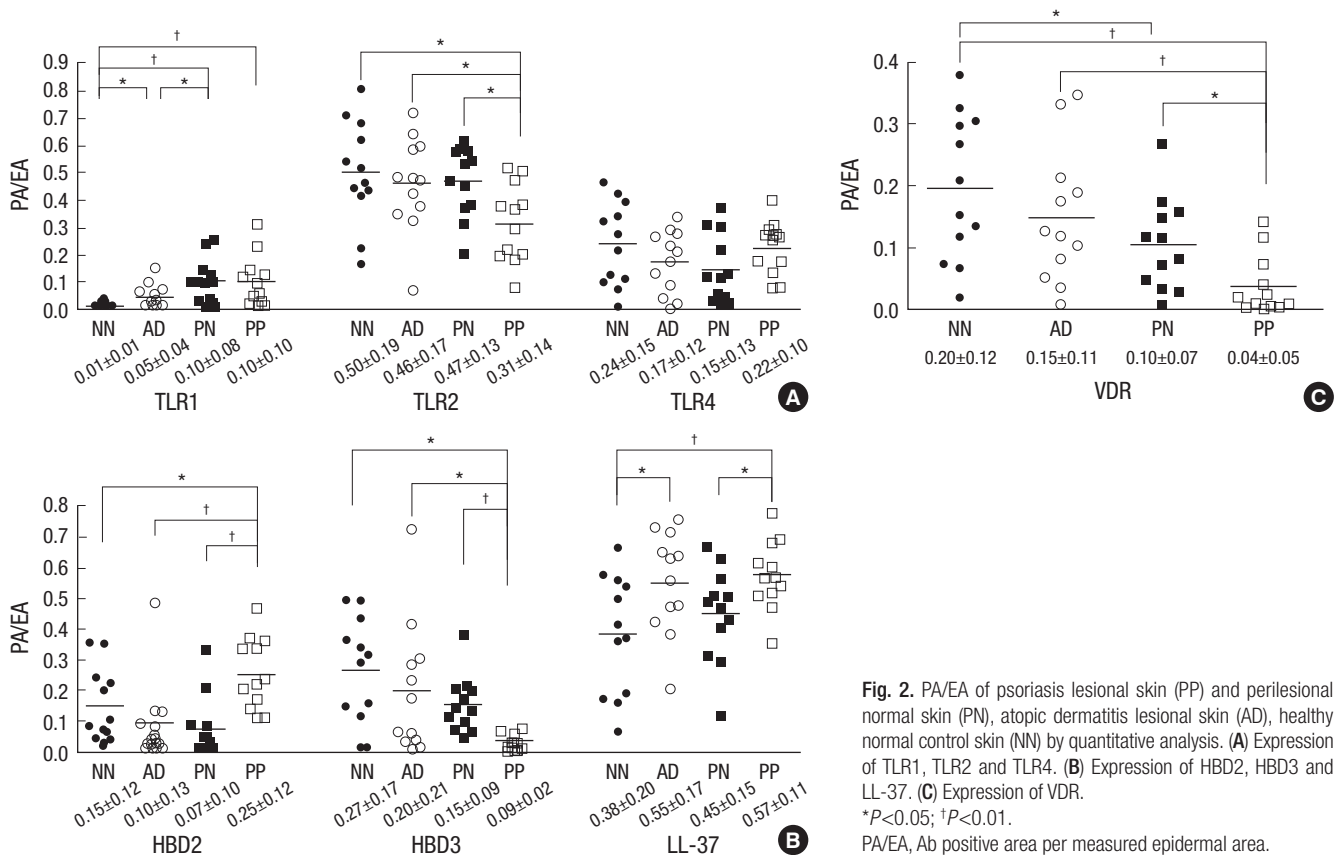 † 
† 
* *
0.9
0.8
0.7
0.6
0.5
0.4
0.3
0.2
0.1
0.0
PA/EA
*
*
*
NN AD PN PP NN AD PN PP NN AD PN PP
0.01±0.01 0.05±0.04 0.10±0.08 0.10±0.10 0.50±0.19 0.46±0.17 0.47±0.13 0.31±0.14 0.24±0.15 0.17±0.12 0.15±0.13 0.22±0.10
TLR1 TLR2 TLR4
A
*
†
†
*
0.4
0.3
0.2
0.1
0.0
PA/EA
NN AD PN PP
0.20±0.12 0.15±0.11 0.10±0.07 0.04±0.05
VDR
C
*
†
†
*
*
†
†
* *
0.8
0.7
0.6
0.5
0.4
0.3
0.2
0.1
0.0
PA/EA
NN AD PN PP NN AD PN PP NN AD PN PP
0.15±0.12 0.10±0.13 0.07±0.10 0.25±0.12 0.27±0.17 0.20±0.21 0.15±0.09 0.09±0.02 0.38±0.20 0.55±0.17 0.45±0.15 0.57±0.11
HBD2 HBD3 LL-37
B
Fig. 2. PA/EA of psoriasis lesional skin (PP) and perilesional
normal skin (PN), atopic dermatitis lesional skin (AD), healthy
normal control skin (NN) by quantitative analysis. (A) Expression
of TLR1, TLR2 and TLR4. (B) Expression of HBD2, HBD3 and
LL-37. (C) Expression of VDR.
*P<0.05; †P<0.01.
PA/EA, Ab positive area per measured epidermal area.